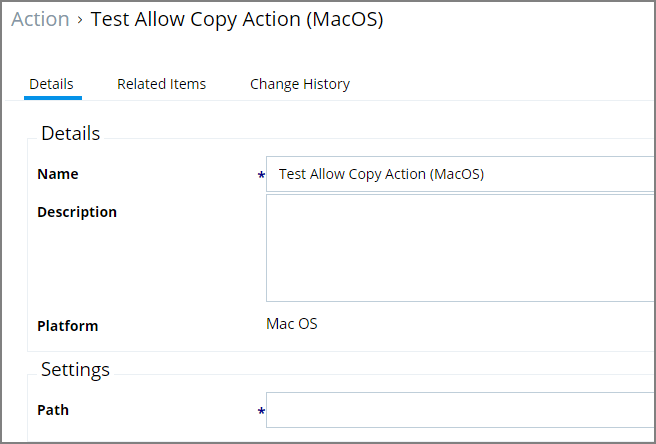 Action › Test Allow Copy Action (MacOS)
Details Related Items Change History
Details
Name * Test Allow Copy Action (MacOS)
Description
Platform Mac OS
Settings
Path *